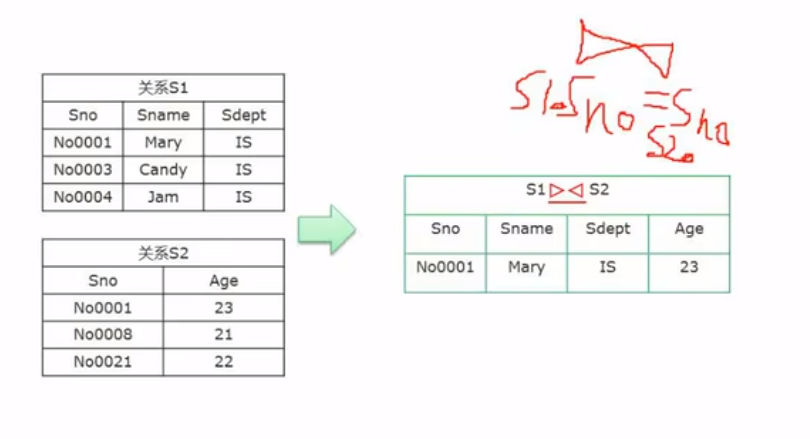 关系S1
Sno Sname Sdept
No0001 Mary IS
No0003 Candy IS
No0004 Jam IS
关系S2
Sno Age
No0001 23
No0008 21
No0021 22
S1.Sno = Sno
S2.
S1 ▷◁ S2
Sno Sname Sdept Age
No0001 Mary IS 23